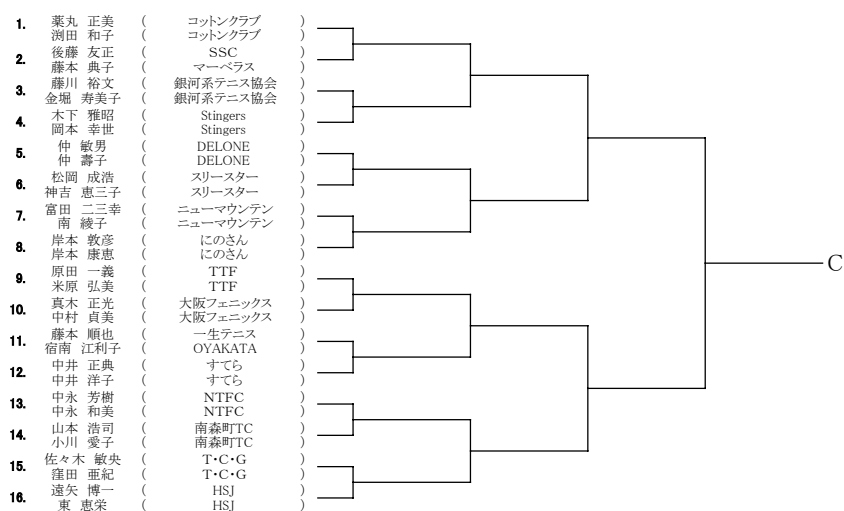 1. 薬丸 正美 ( コットンクラブ )
渕田 和子 ( コットンクラブ )
2. 後藤 友正 ( SSC )
藤本 典子 ( マーベラス )
3. 藤川 裕文 ( 銀河系テニス協会 )
金堀 寿美子 ( 銀河系テニス協会 )
4. 木下 雅昭 ( Stingers )
岡本 幸世 ( Stingers )
5. 仲 敏男 ( DELONE )
仲 壽子 ( DELONE )
6. 松岡 成浩 ( スリースター )
神吉 恵三子 ( スリースター )
7. 富田 二三幸 ( ニューマウンテン )
南 綾子 ( ニューマウンテン )
8. 岸本 敦彦 ( にのさん )
岸本 康恵 ( にのさん )
9. 原田 一義 ( TTF )
米原 弘美 ( TTF )
10. 真木 正光 ( 大阪フェニックス )
中村 貞美 ( 大阪フェニックス )
11. 藤本 順也 ( 一生テニス )
宿南 江利子 ( OYAKATA )
12. 中井 正典 ( すてら )
中井 洋子 ( すてら )
13. 中永 芳樹 ( NTFC )
中永 和美 ( NTFC )
14. 山本 浩司 ( 南森町TC )
小川 愛子 ( 南森町TC )
15. 佐々木 敏央 ( T・C・G )
窪田 亜紀 ( T・C・G )
16. 遠矢 博一 ( HSJ )
東 恵栄 ( HSJ )
C